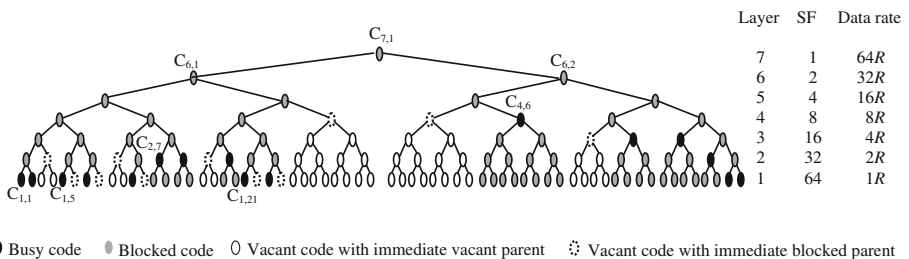 Layer SF Data rate
C7,1
C6,1
C6,2
7 1 64R
6 2 32R
5 4 16R
C4,6
4 8 8R
C2,7
3 16 4R
2 32 2R
1 64 1R
C1,1
C1,5
C1,21
Busy code
Blocked code
Vacant code with immediate vacant parent
Vacant code with immediate blocked parent